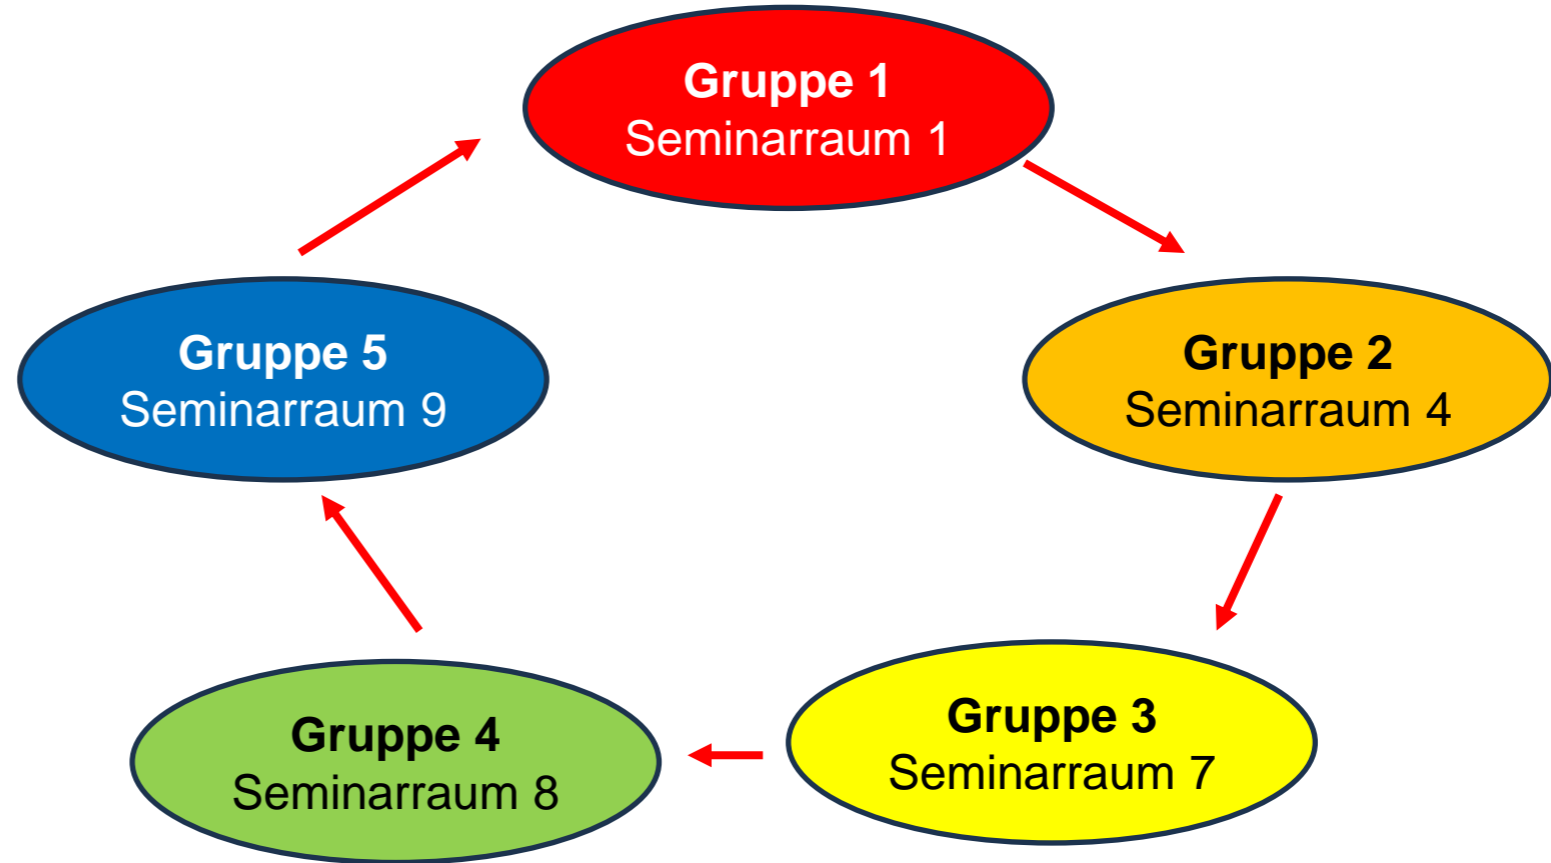 Gruppe 1
Seminarraum 1
Gruppe 2
Seminarraum 4
Gruppe 3
Seminarraum 7
Gruppe 4
Seminarraum 8
Gruppe 5
Seminarraum 9